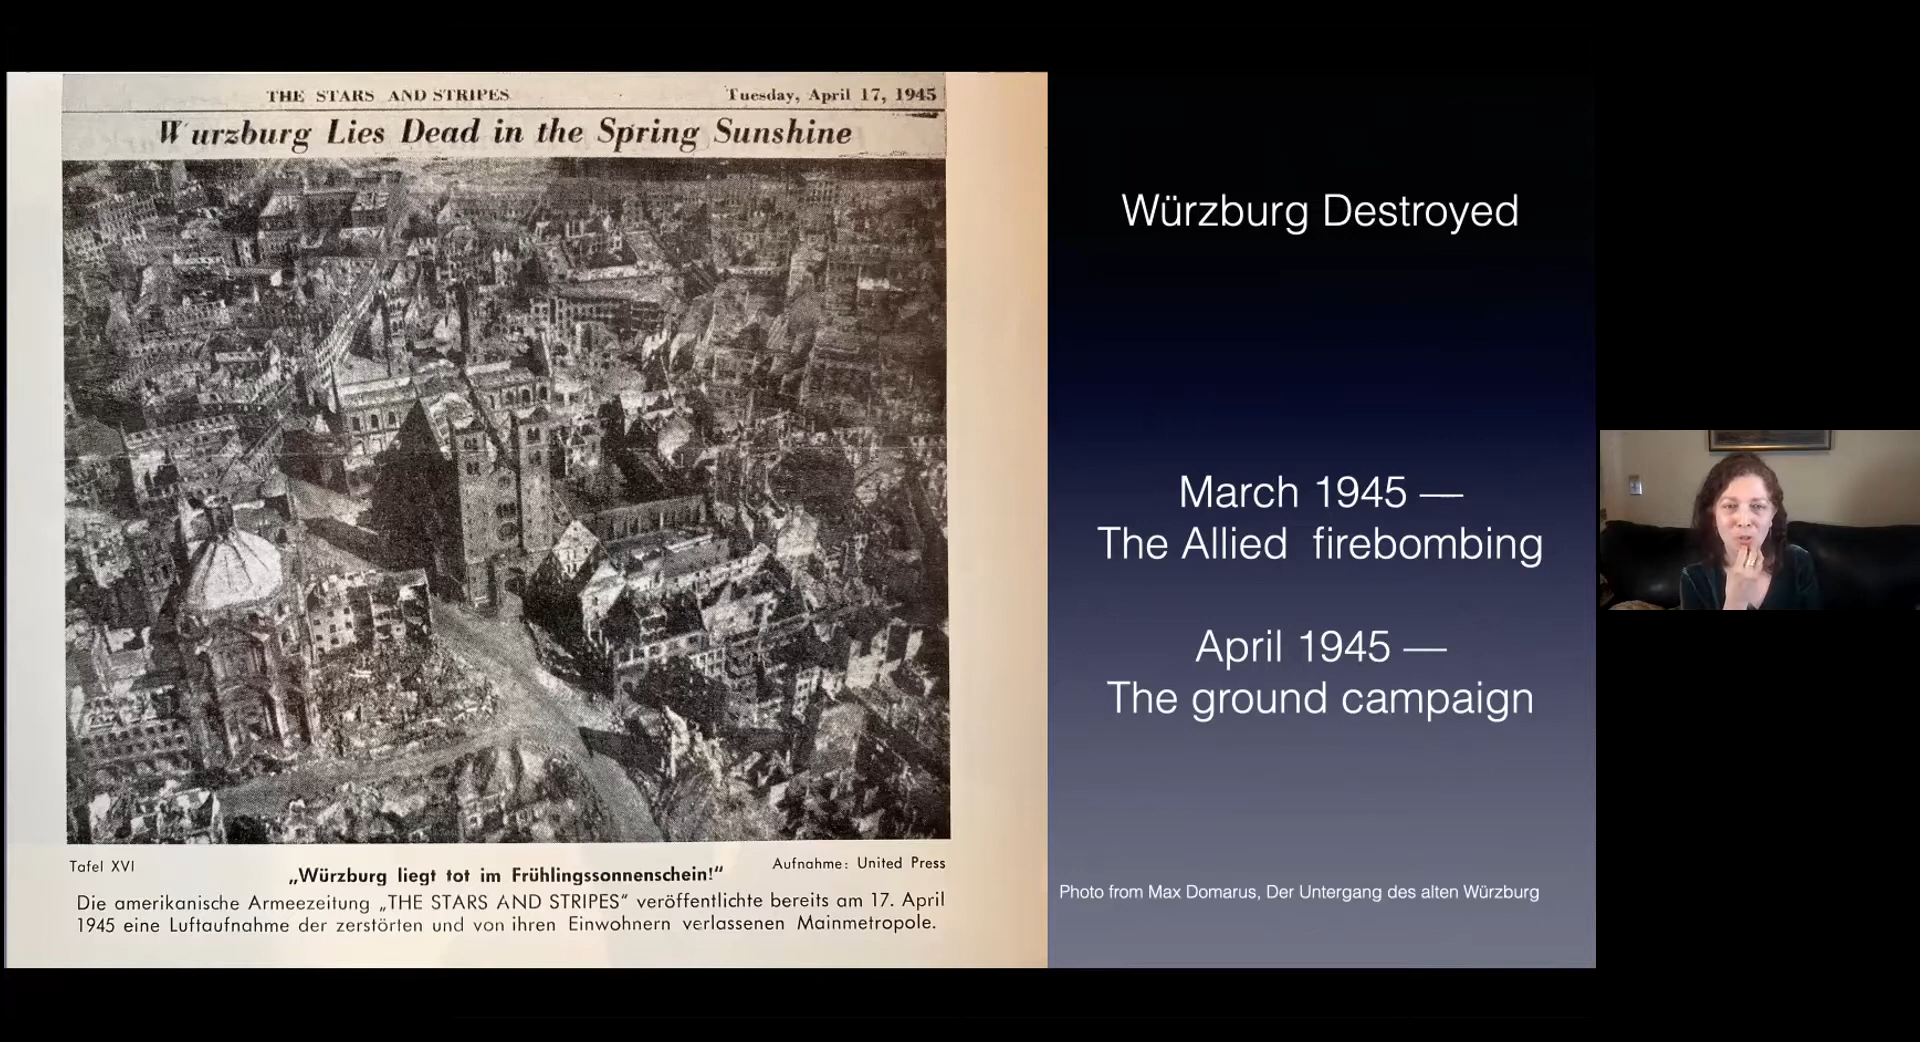 THE STARS AND STRIPES
Tuesday, April 17, 1945
Wurzburg Lies Dead in the Spring Sunshine
Tafel XVI
Aufnahme: United Press
„Würzburg liegt tot im Frühlingssonnenschein!“
Die amerikanische Armeezeitung „THE STARS AND STRIPES“ veröffentlichte bereits am 17. April
1945 eine Luftaufnahme der zerstörten und von ihren Einwohnern verlassenen Mainmetropole.
Würzburg Destroyed
March 1945 —
The Allied firebombing
April 1945 —
The ground campaign
Photo from Max Domarus, Der Untergang des alten Würzburg